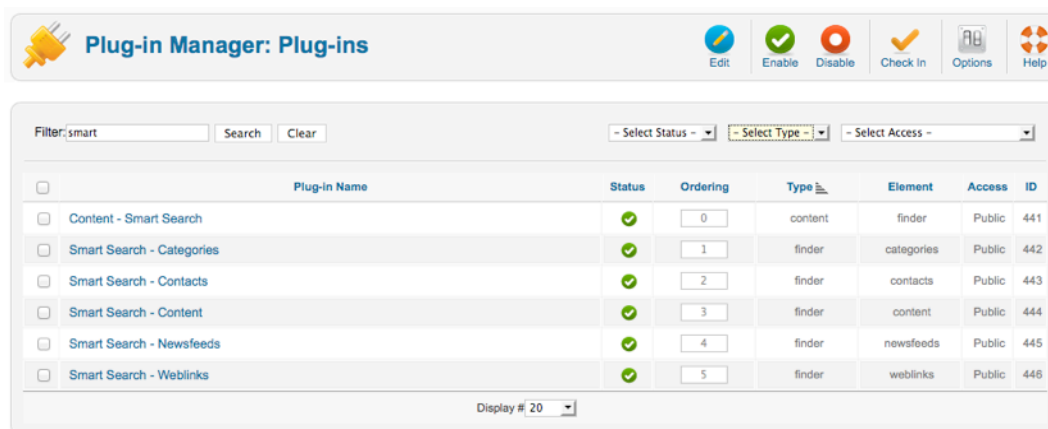 Plug-in Manager: Plug-ins
Edit Enable Disable Check In Options Help
Filter: smart Search Clear - Select Status - - Select Type - - Select Access -
Plug-in Name Status Ordering Type Element Access ID
Content - Smart Search 0 content finder Public 441
Smart Search - Categories 1 finder categories Public 442
Smart Search - Contacts 2 finder contacts Public 443
Smart Search - Content 3 finder content Public 444
Smart Search - Newsfeeds 4 finder newsfeeds Public 445
Smart Search - Weblinks 5 finder weblinks Public 446
Display # 20